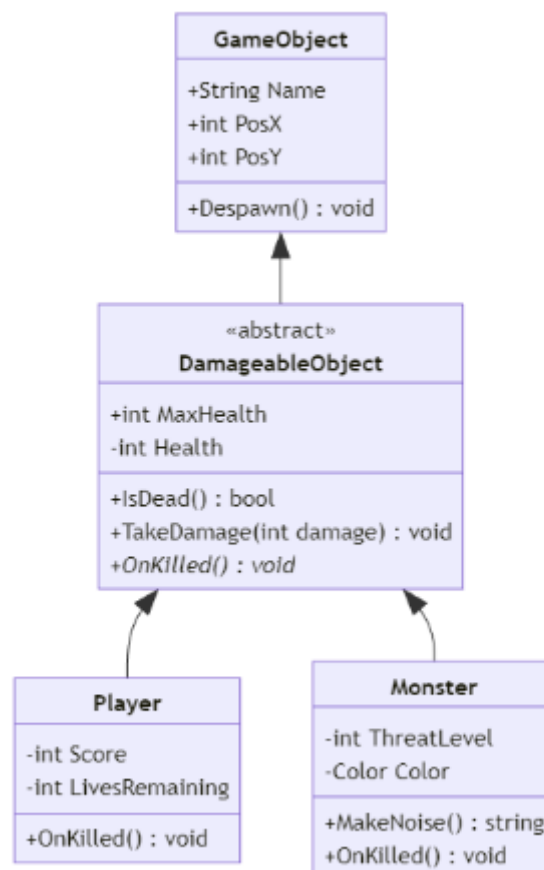 GameObject
+String Name
+int PosX
+int PosY
+Despawn() : void
«abstract»
DamageableObject
+int MaxHealth
-int Health
+IsDead() : bool
+TakeDamage(int damage) : void
+OnKilled() : void
Player
-int Score
-int LivesRemaining
+OnKilled() : void
Monster
-int ThreatLevel
-Color Color
+MakeNoise() : string
+OnKilled() : void